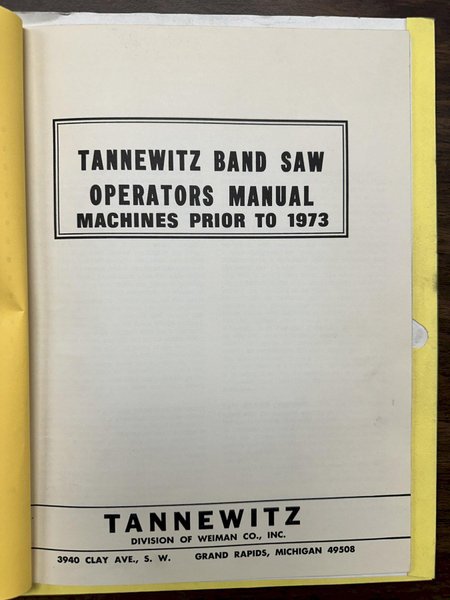 TANNEWITZ BAND SAW
OPERATORS MANUAL
MACHINES PRIOR TO 1973
TANNEWITZ
DIVISION OF WEIMAN CO., INC.
3940 CLAY AVE., S. W. GRAND RAPIDS, MICHIGAN 49508